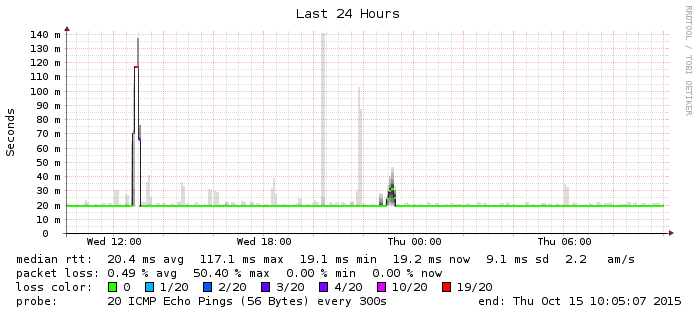 Last 24 Hours
RRDTOOL / TOBI OETIKER
Seconds
140 m
130 m
120 m
110 m
100 m
90 m
80 m
70 m
60 m
50 m
40 m
30 m
20 m
10 m
0
Wed 12:00 Wed 18:00 Thu 00:00 Thu 06:00
median rtt: 20.4 ms avg 117.1 ms max 19.1 ms min 19.2 ms now 9.1 ms sd 2.2 am/s
packet loss: 0.49 % avg 50.40 % max 0.00 % min 0.00 % now
loss color: 0 1/20 2/20 3/20 4/20 10/20 19/20
probe: 20 ICMP Echo Pings (56 Bytes) every 300s end: Thu Oct 15 10:05:07 2015